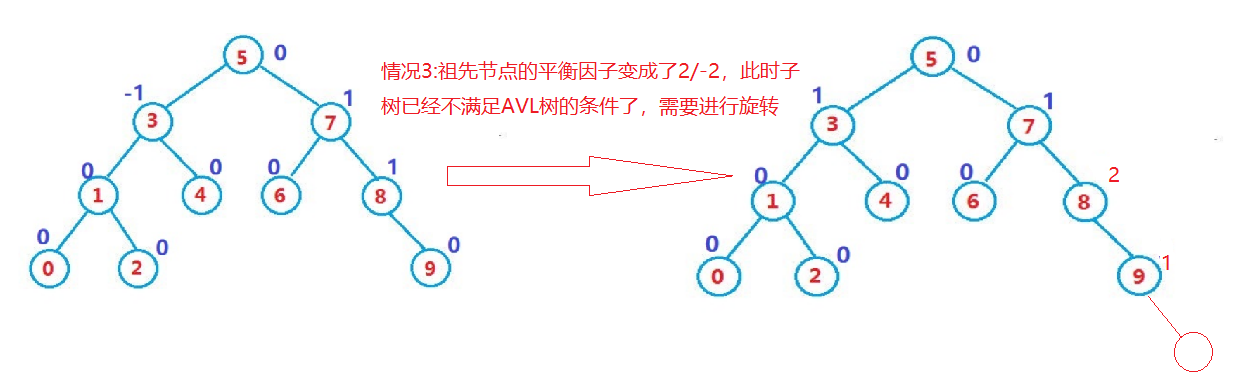 5 0
情况3:祖先节点的平衡因子变成了2/-2，此时子
树已经不满足AVL树的条件了，需要进行旋转
-1 1
3 7
0 0 0 1
1 4 6 8
0 0 0
0 2 9
5 0
1 1
3 7
0 0 0 2
1 4 6 8
0 0 1
0 2 9